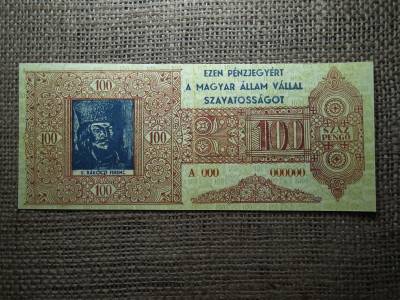 EZEN PÉNZJEGYÉRT
A MAGYAR ÁLLAM VÁLLAL
SZAVATOSSÁGOT
100
100
100
100
II. RÁKÓCZI FERENC
100
SZÁZ
PENGŐ
A 000
000000